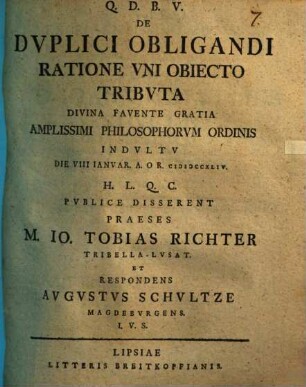 Q. D. B. V.
7.
DE
DVPLICI OBLIGANDI
RATIONE VNI OBIECTO
TRIBVTA
DIVINA FAVENTE GRATIA
AMPLISSIMI PHILOSOPHORVM ORDINIS
INDVLTV
DIE VIII IANVAR. A. O R. CIƆIƆCCXLIV.
H. L. Q. C.
PVBLICE DISSERENT
PRAESES
M. IO. TOBIAS RICHTER
TRIBELLA-LVSAT.
ET
RESPONDENS
AVGVSTVS SCHVLTZE
MAGDEBVRGENS.
I. V. S.
LIPSIAE
LITTERIS BREITKOPFIANIS.